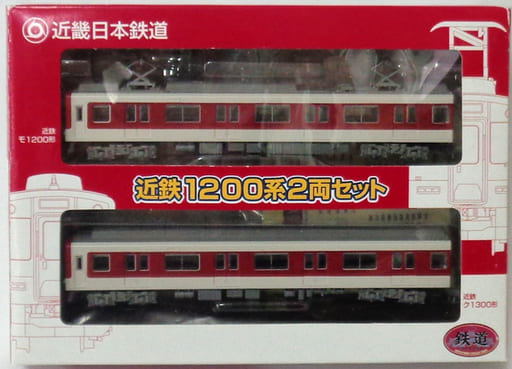 近畿日本鉄道
近鉄
モ1200形
近鉄1200系2両セット
近鉄
ク1300形
鉄道